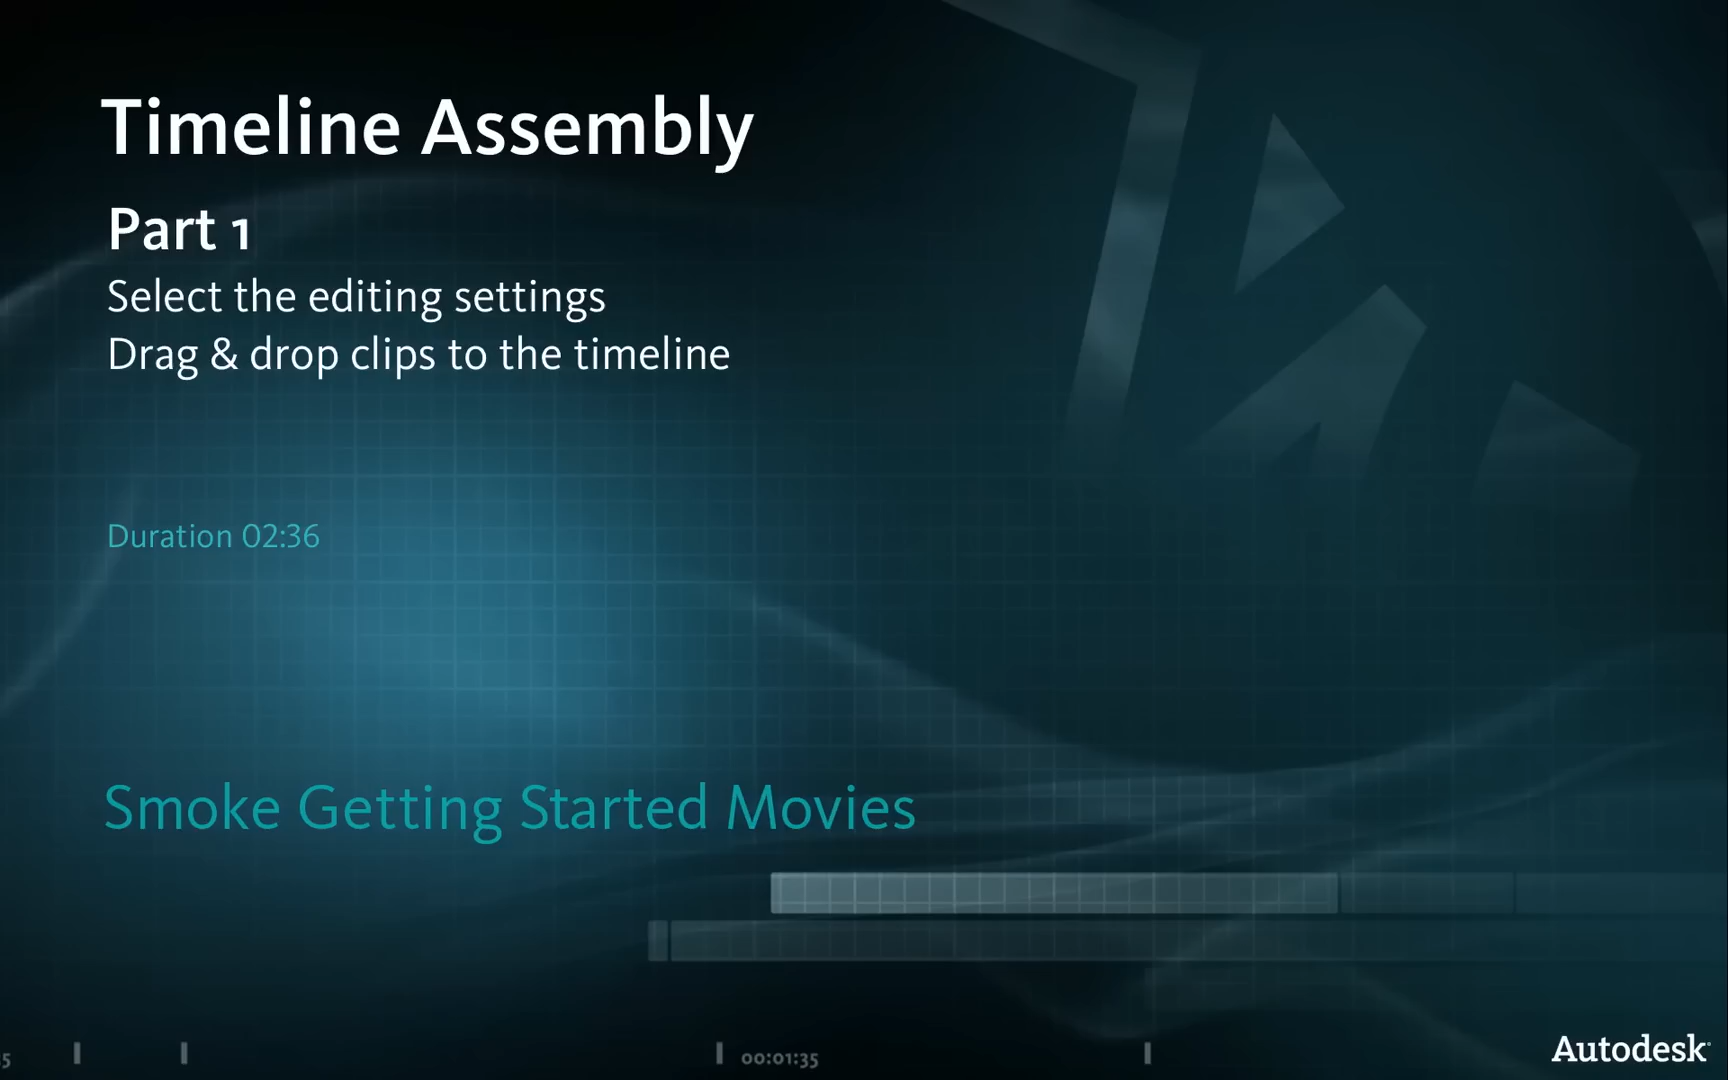 Timeline Assembly
Part 1
Select the editing settings
Drag & drop clips to the timeline
Duration 02:36
Smoke Getting Started Movies
00:01:35
Autodesk